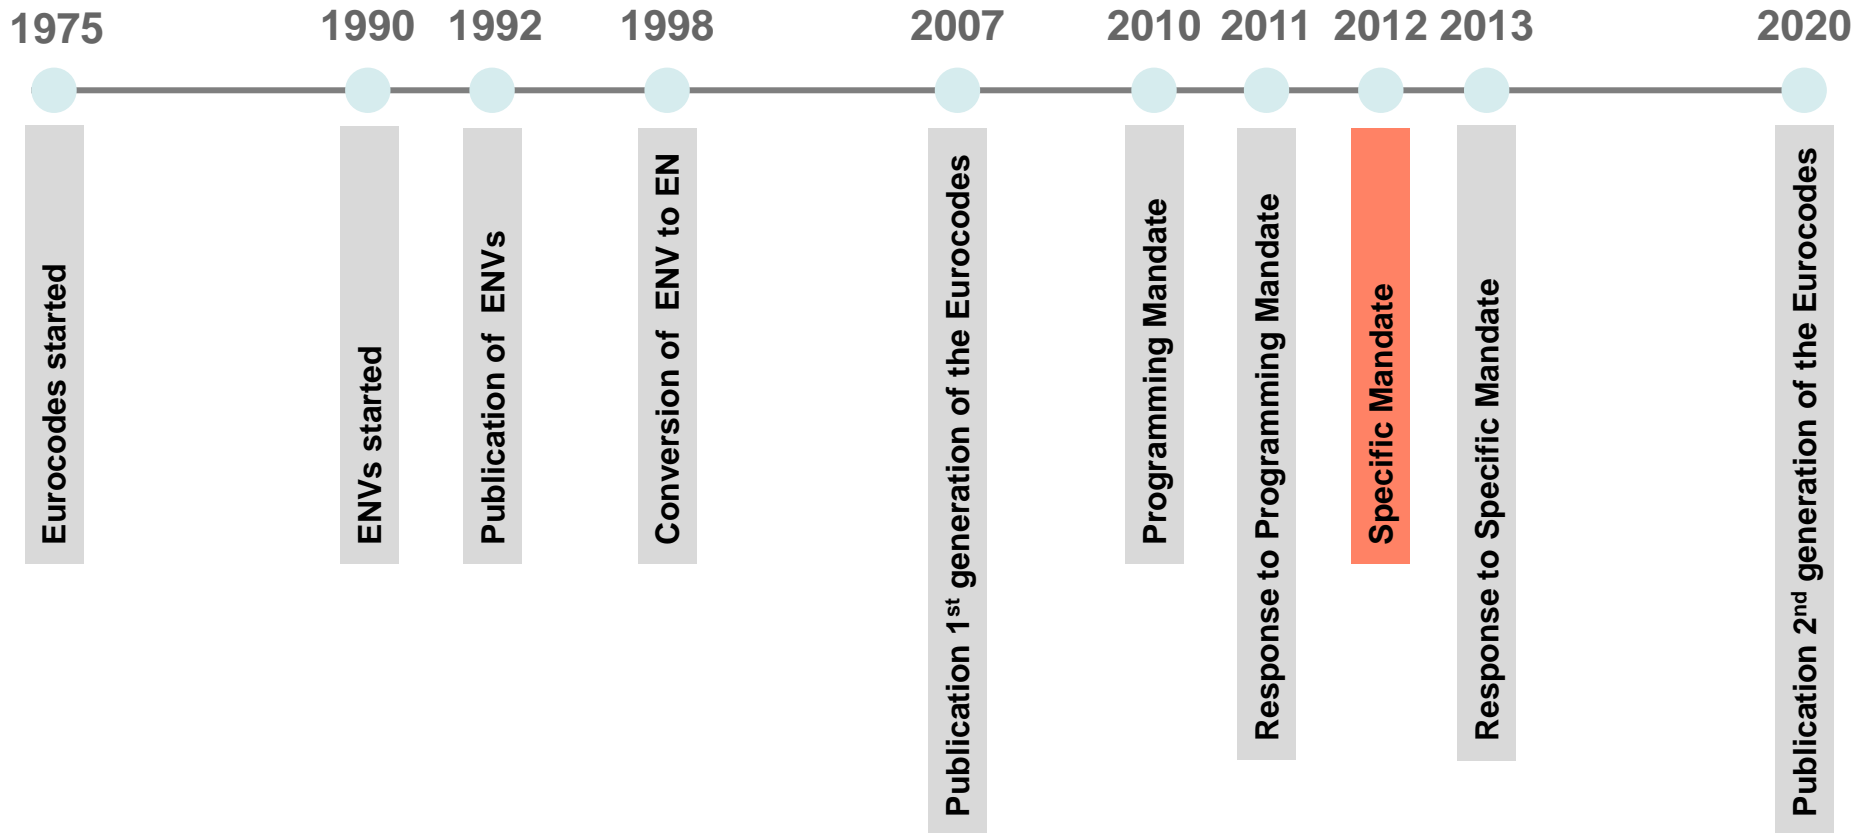 1975 1990 1992 1998 2007 2010 2011 2012 2013 2020
Eurocodes started
ENVs started
Publication of ENVs
Conversion of ENV to EN
Publication 1st generation of the Eurocodes
Programming Mandate
Response to Programming Mandate
Specific Mandate
Response to Specific Mandate
Publication 2nd generation of the Eurocodes